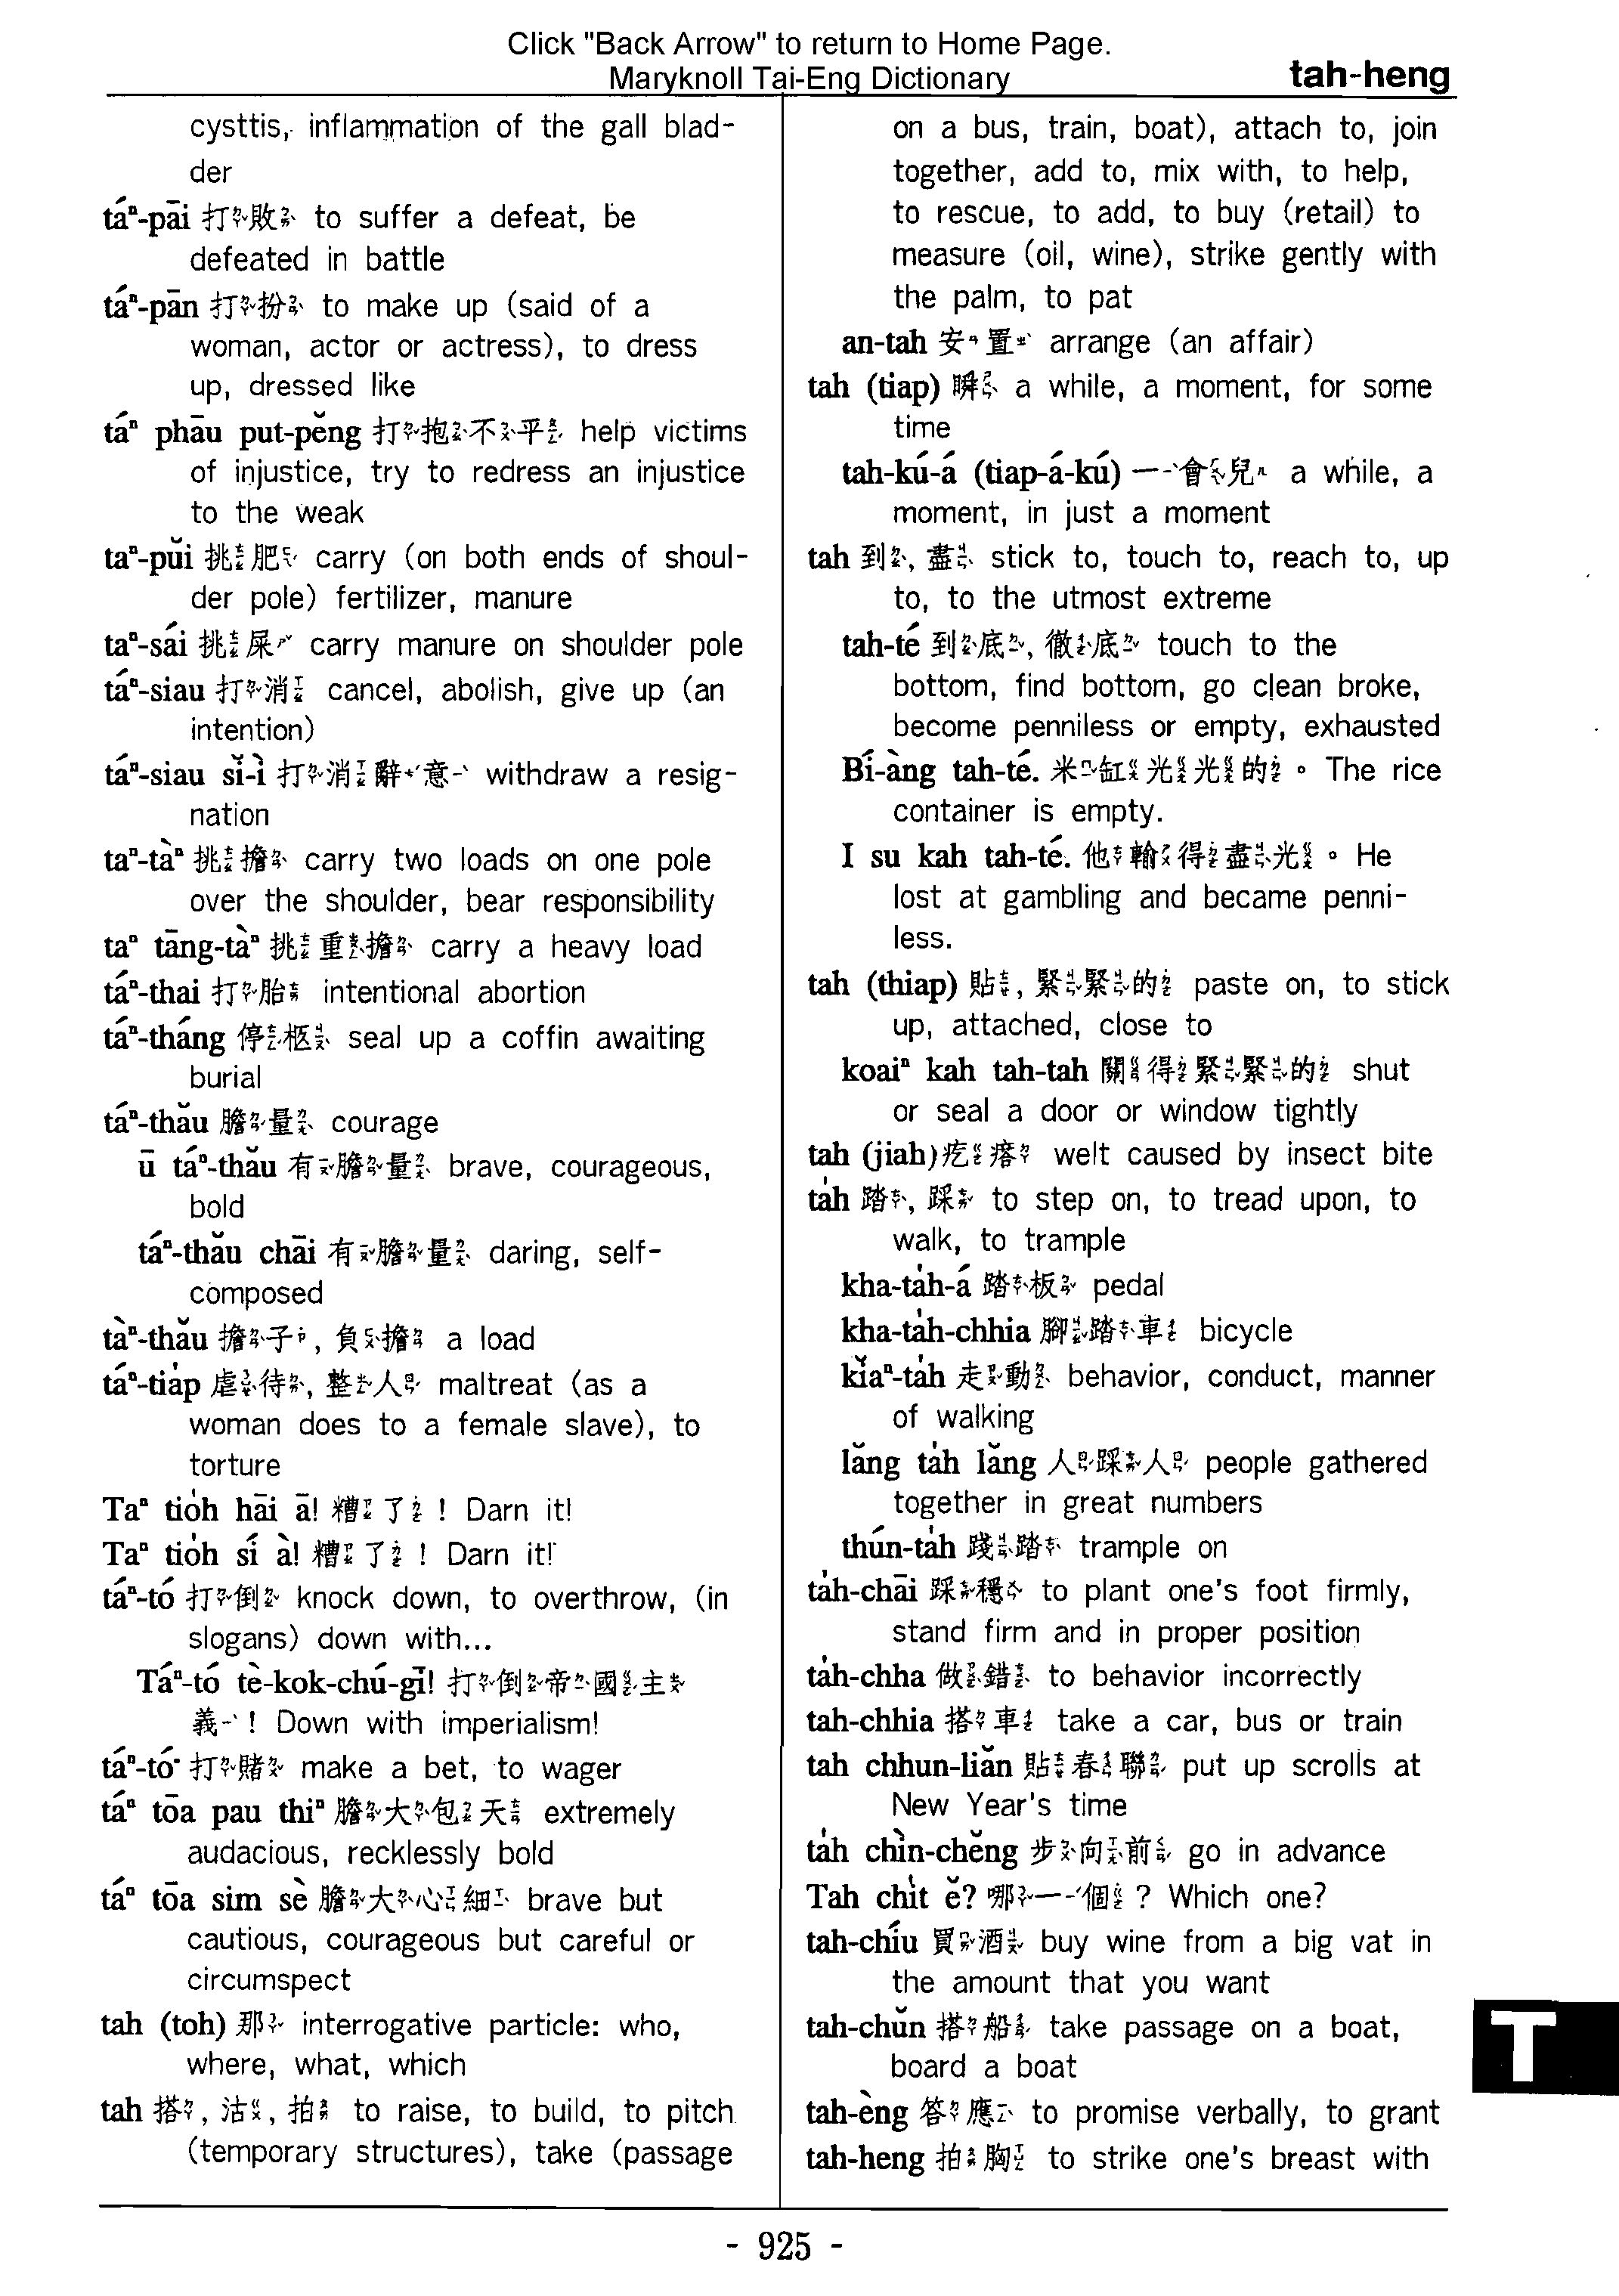 Click "Back Arrow" to return to Home Page.
Maryknoll Tai-Eng Dictionary
tah-heng
cysttis, inflammation of the gall blad-
der
táⁿ-pāi 打敗 to suffer a defeat, be
defeated in battle
táⁿ-pān 打扮 to make up (said of a
woman, actor or actress), to dress
up, dressed like
táⁿ phāu put-pĕng 打抱不平 help victims
of injustice, try to redress an injustice
to the weak
taⁿ-pŭi 挑肥 carry (on both ends of shoul-
der pole) fertilizer, manure
taⁿ-sái 挑屎 carry manure on shoulder pole
táⁿ-siau 打消 cancel, abolish, give up (an
intention)
táⁿ-siau sĭ-ì 打消辭意 withdraw a resig-
nation
taⁿ-tàⁿ 挑擔 carry two loads on one pole
over the shoulder, bear responsibility
taⁿ tāng-tàⁿ 挑重擔 carry a heavy load
táⁿ-thai 打胎 intentional abortion
táⁿ-tháng 停柩 seal up a coffin awaiting
burial
táⁿ-thău 膽量 courage
ū táⁿ-thău 有膽量 brave, courageous,
bold
táⁿ-thău chāi 有膽量 daring, self-
composed
tàⁿ-thău 擔子, 負擔 a load
táⁿ-tia̍p 虐待, 整人 maltreat (as a
woman does to a female slave), to
torture
Taⁿ tio̍h hāi ā! 糟了! Darn it!
Taⁿ tio̍h sí à! 糟了! Darn it!
táⁿ-tó 打倒 knock down, to overthrow, (in
slogans) down with...
Táⁿ-tó tè-kok-chú-gī! 打倒帝國主
義! Down with imperialism!
táⁿ-tó͘ 打賭 make a bet, to wager
táⁿ tōa pau thiⁿ 膽大包天 extremely
audacious, recklessly bold
táⁿ tōa sim sè 膽大心細 brave but
cautious, courageous but careful or
circumspect
tah (toh) 那 interrogative particle: who,
where, what, which
tah 搭, 沽, 拍 to raise, to build, to pitch
(temporary structures), take (passage
on a bus, train, boat), attach to, join
together, add to, mix with, to help,
to rescue, to add, to buy (retail) to
measure (oil, wine), strike gently with
the palm, to pat
an-tah 安置 arrange (an affair)
tah (tiap) 瞬 a while, a moment, for some
time
tah-kú-á (tiap-á-kú) 一會兒 a while, a
moment, in just a moment
tah 到, 盡 stick to, touch to, reach to, up
to, to the utmost extreme
tah-té 到底, 徹底 touch to the
bottom, find bottom, go clean broke,
become penniless or empty, exhausted
Bí-àng tah-té. 米缸光光的。 The rice
container is empty.
I su kah tah-té. 他輸得盡光。 He
lost at gambling and became penni-
less.
tah (thiap) 貼, 緊緊的 paste on, to stick
up, attached, close to
koaiⁿ kah tah-tah 關得緊緊的 shut
or seal a door or window tightly
tah (jiah) 疙瘩 welt caused by insect bite
ta̍h 踏, 踩 to step on, to tread upon, to
walk, to trample
kha-ta̍h-á 踏板 pedal
kha-ta̍h-chhia 腳踏車 bicycle
kĭaⁿ-ta̍h 走動 behavior, conduct, manner
of walking
lăng ta̍h lăng 人踩人 people gathered
together in great numbers
thún-ta̍h 踐踏 trample on
ta̍h-chāi 踩穩 to plant one's foot firmly,
stand firm and in proper position
ta̍h-chha 做錯 to behavior incorrectly
tah-chhia 搭車 take a car, bus or train
tah chhun-liăn 貼春聯 put up scrolls at
New Year's time
ta̍h chìn-chĕng 步向前 go in advance
Tah chi̍t ĕ? 哪一個? Which one?
tah-chíu 買酒 buy wine from a big vat in
the amount that you want
tah-chŭn 搭船 take passage on a boat,
board a boat
tah-èng 答應 to promise verbally, to grant
tah-heng 拍胸 to strike one's breast with
T
- 925 -